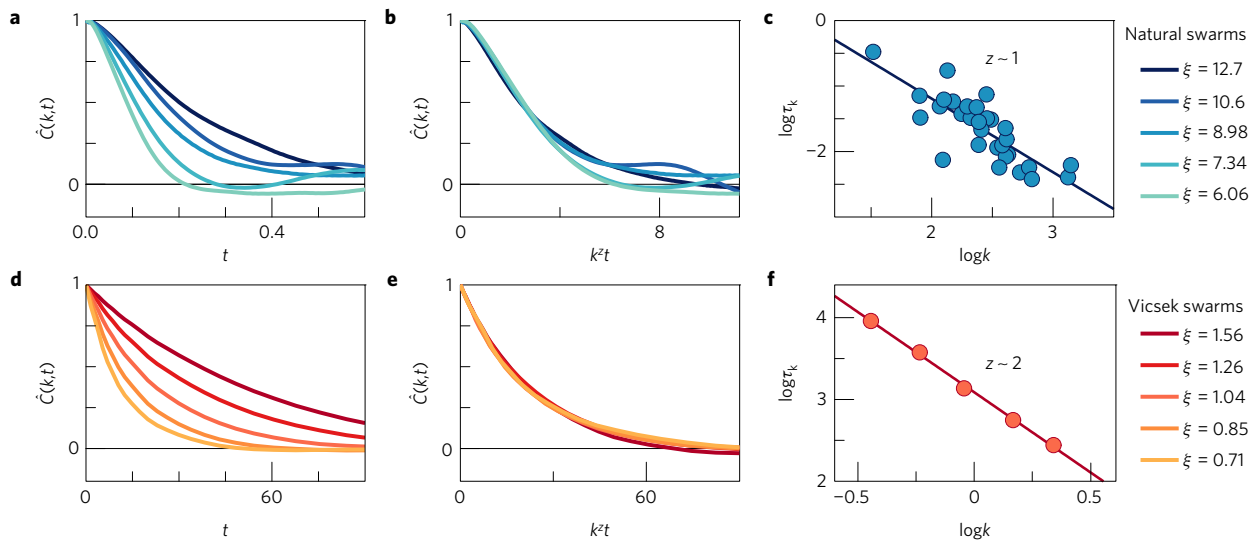 a
1
0
Ĉ(k,t)
0.0
0.4
t
b
1
0
Ĉ(k,t)
0
8
kᶻt
c
0
−2
logτₖ
z ~ 1
2
3
logk
Natural swarms
ξ = 12.7
ξ = 10.6
ξ = 8.98
ξ = 7.34
ξ = 6.06
d
1
0
Ĉ(k,t)
0
60
t
e
1
0
Ĉ(k,t)
0
60
kᶻt
f
4
3
2
logτₖ
z ~ 2
−0.5
0
0.5
logk
Vicsek swarms
ξ = 1.56
ξ = 1.26
ξ = 1.04
ξ = 0.85
ξ = 0.71